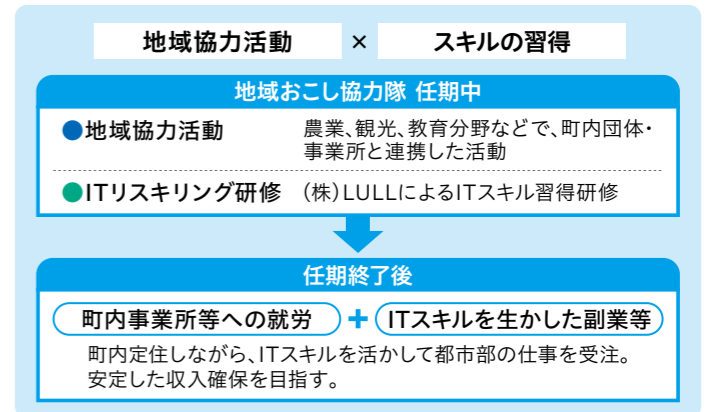 地域協力活動 × スキルの習得
地域おこし協力隊 任期中
●地域協力活動 農業、観光、教育分野などで、町内団体・
事業所と連携した活動
●ITリスキリング研修 (株)LULLによるITスキル習得研修
任期終了後
町内事業所等への就労 + ITスキルを生かした副業等
町内定住しながら、ITスキルを活かして都市部の仕事を受注。
安定した収入確保を目指す。